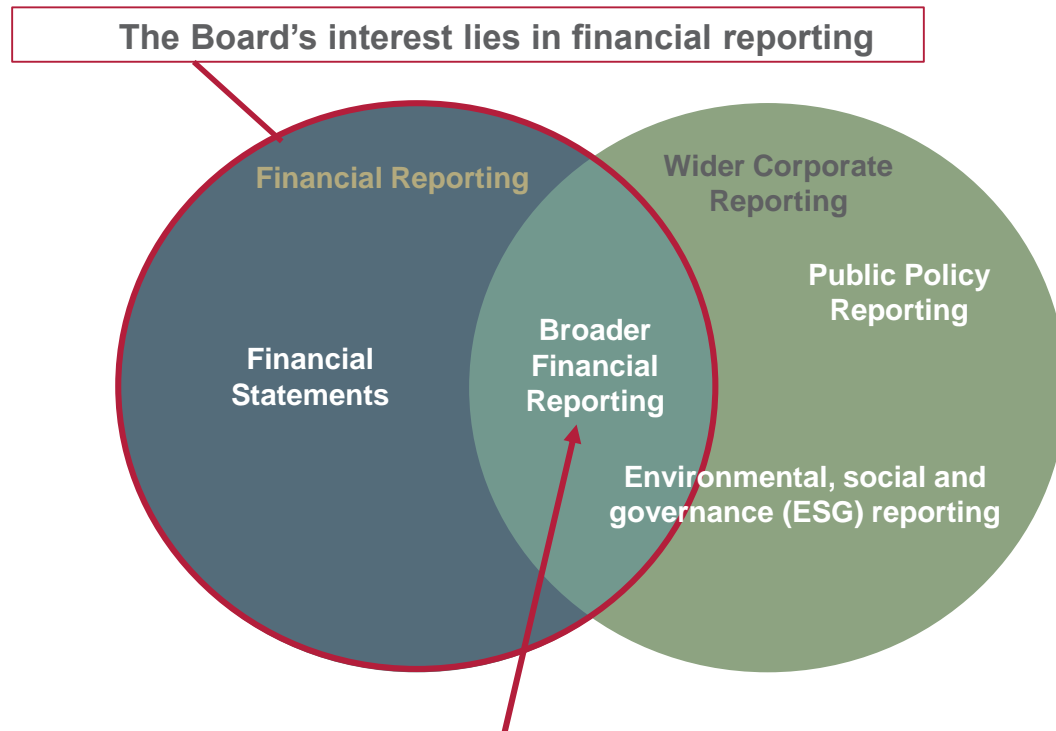 The Board’s interest lies in financial reporting
Financial Reporting
Wider Corporate
Reporting
Public Policy
Reporting
Broader
Financial
Reporting
Financial
Statements
Environmental, social and
governance (ESG) reporting